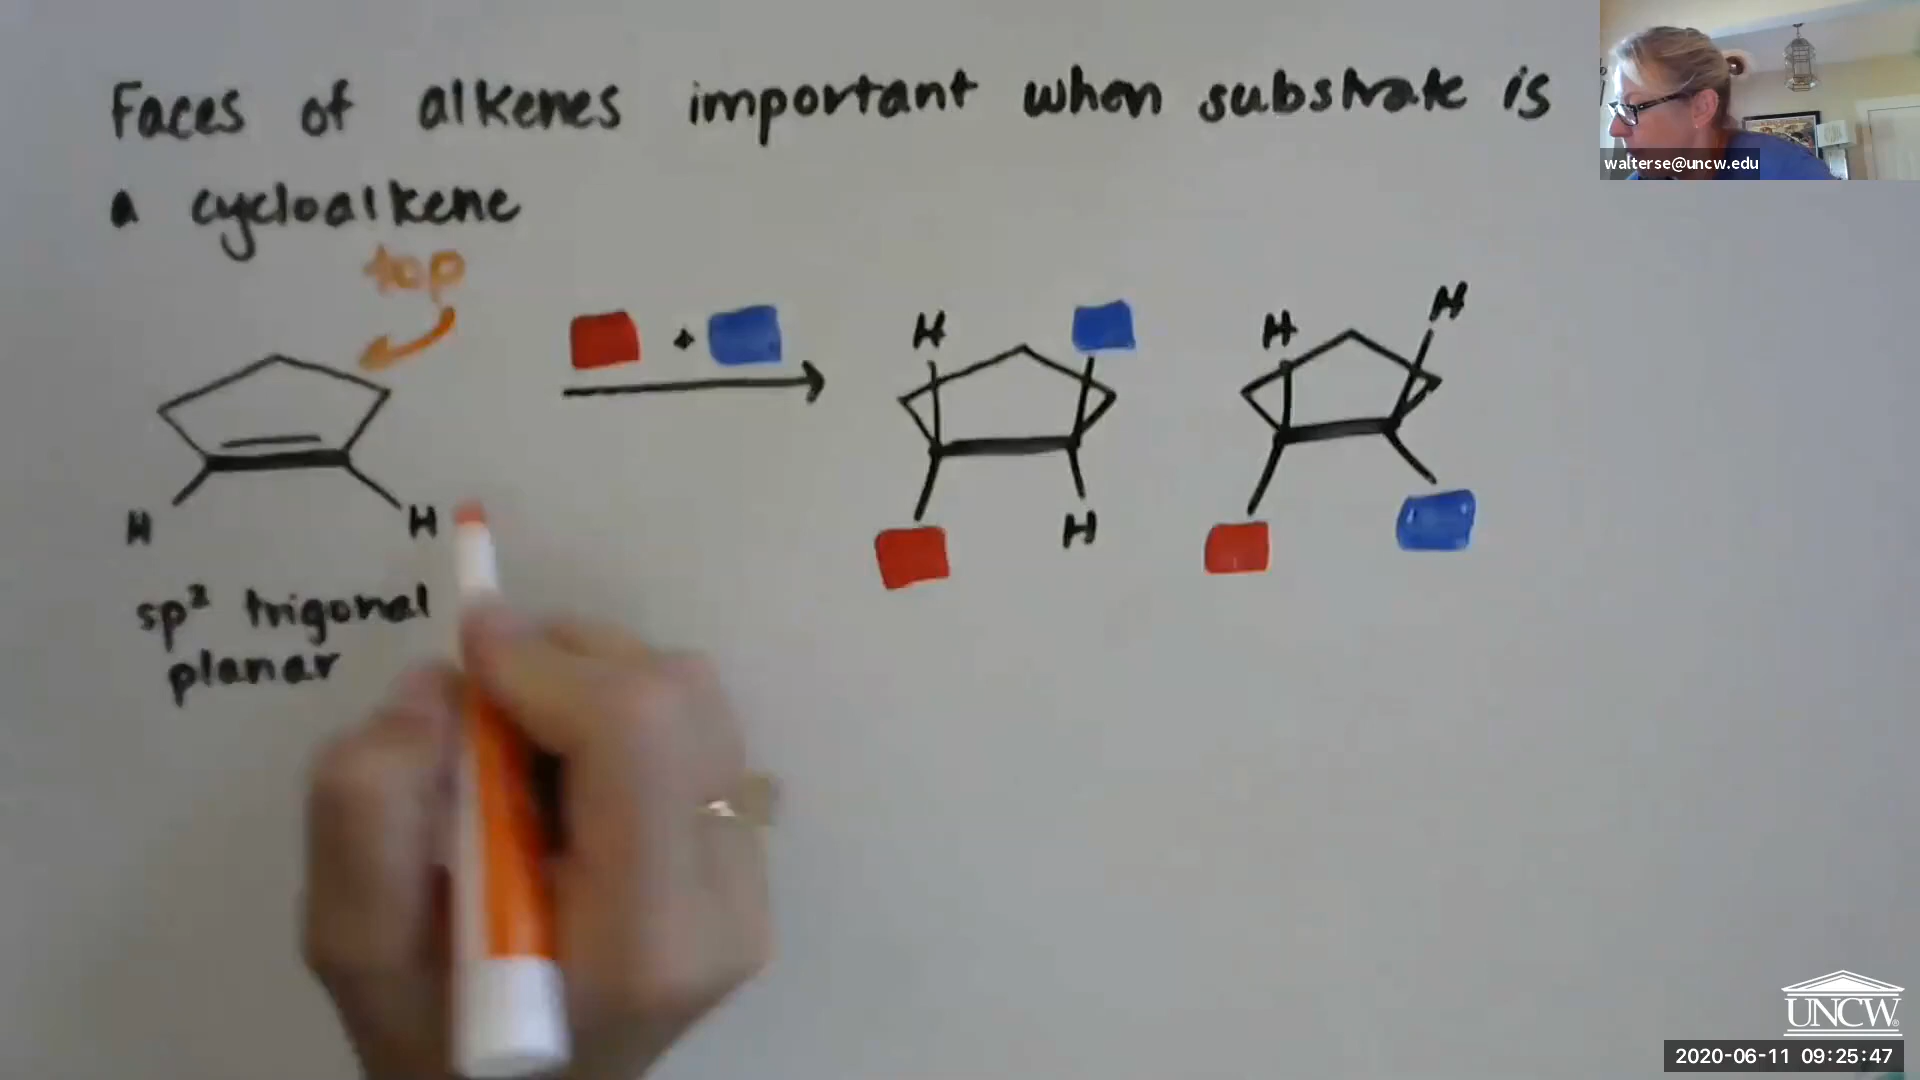 Faces of alkenes important when substrate is
a cycloalkene
top
+
H
H
H
H
H
H
sp² trigonal
planar
walterse@uncw.edu
UNCW
2020-06-11 09:25:47